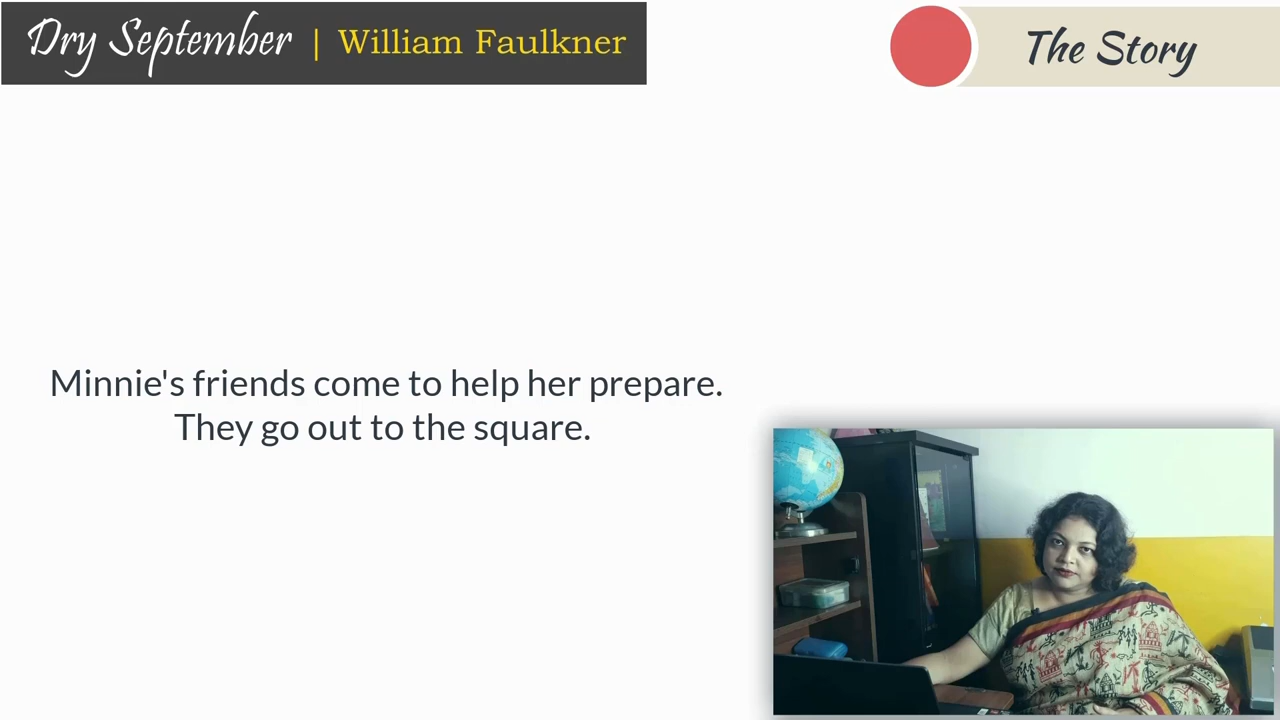 Dry September | William Faulkner
The Story
Minnie's friends come to help her prepare.
They go out to the square.